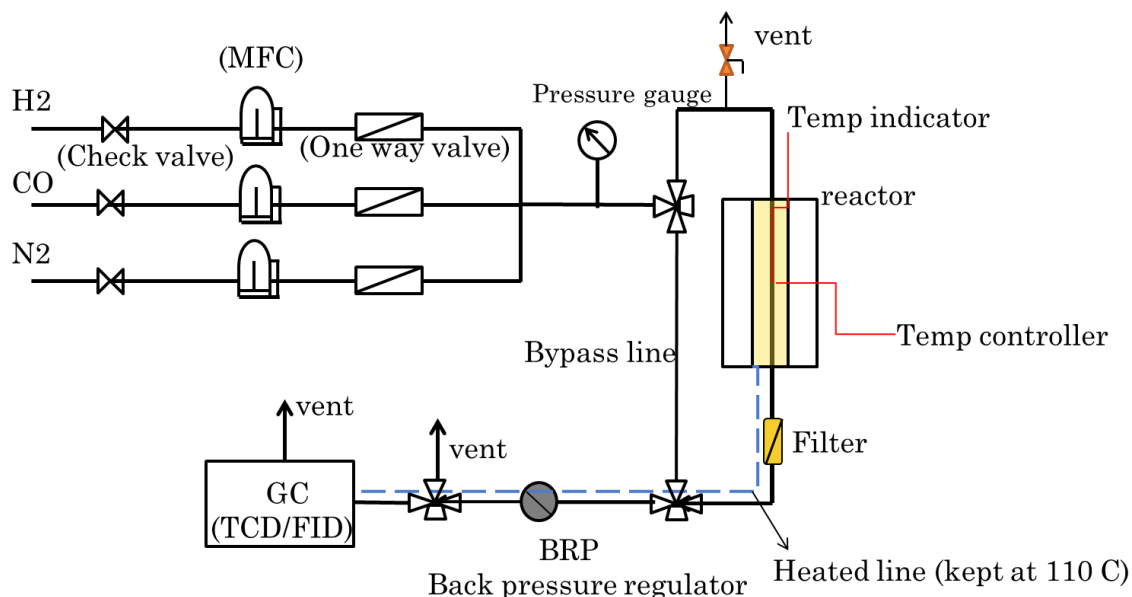 vent
(MFC)
Pressure gauge
H2
Temp indicator
(Check valve)
(One way valve)
CO
reactor
N2
Temp controller
Bypass line
vent
vent
Filter
GC
(TCD/FID)
BRP
Back pressure regulator
Heated line (kept at 110 C)